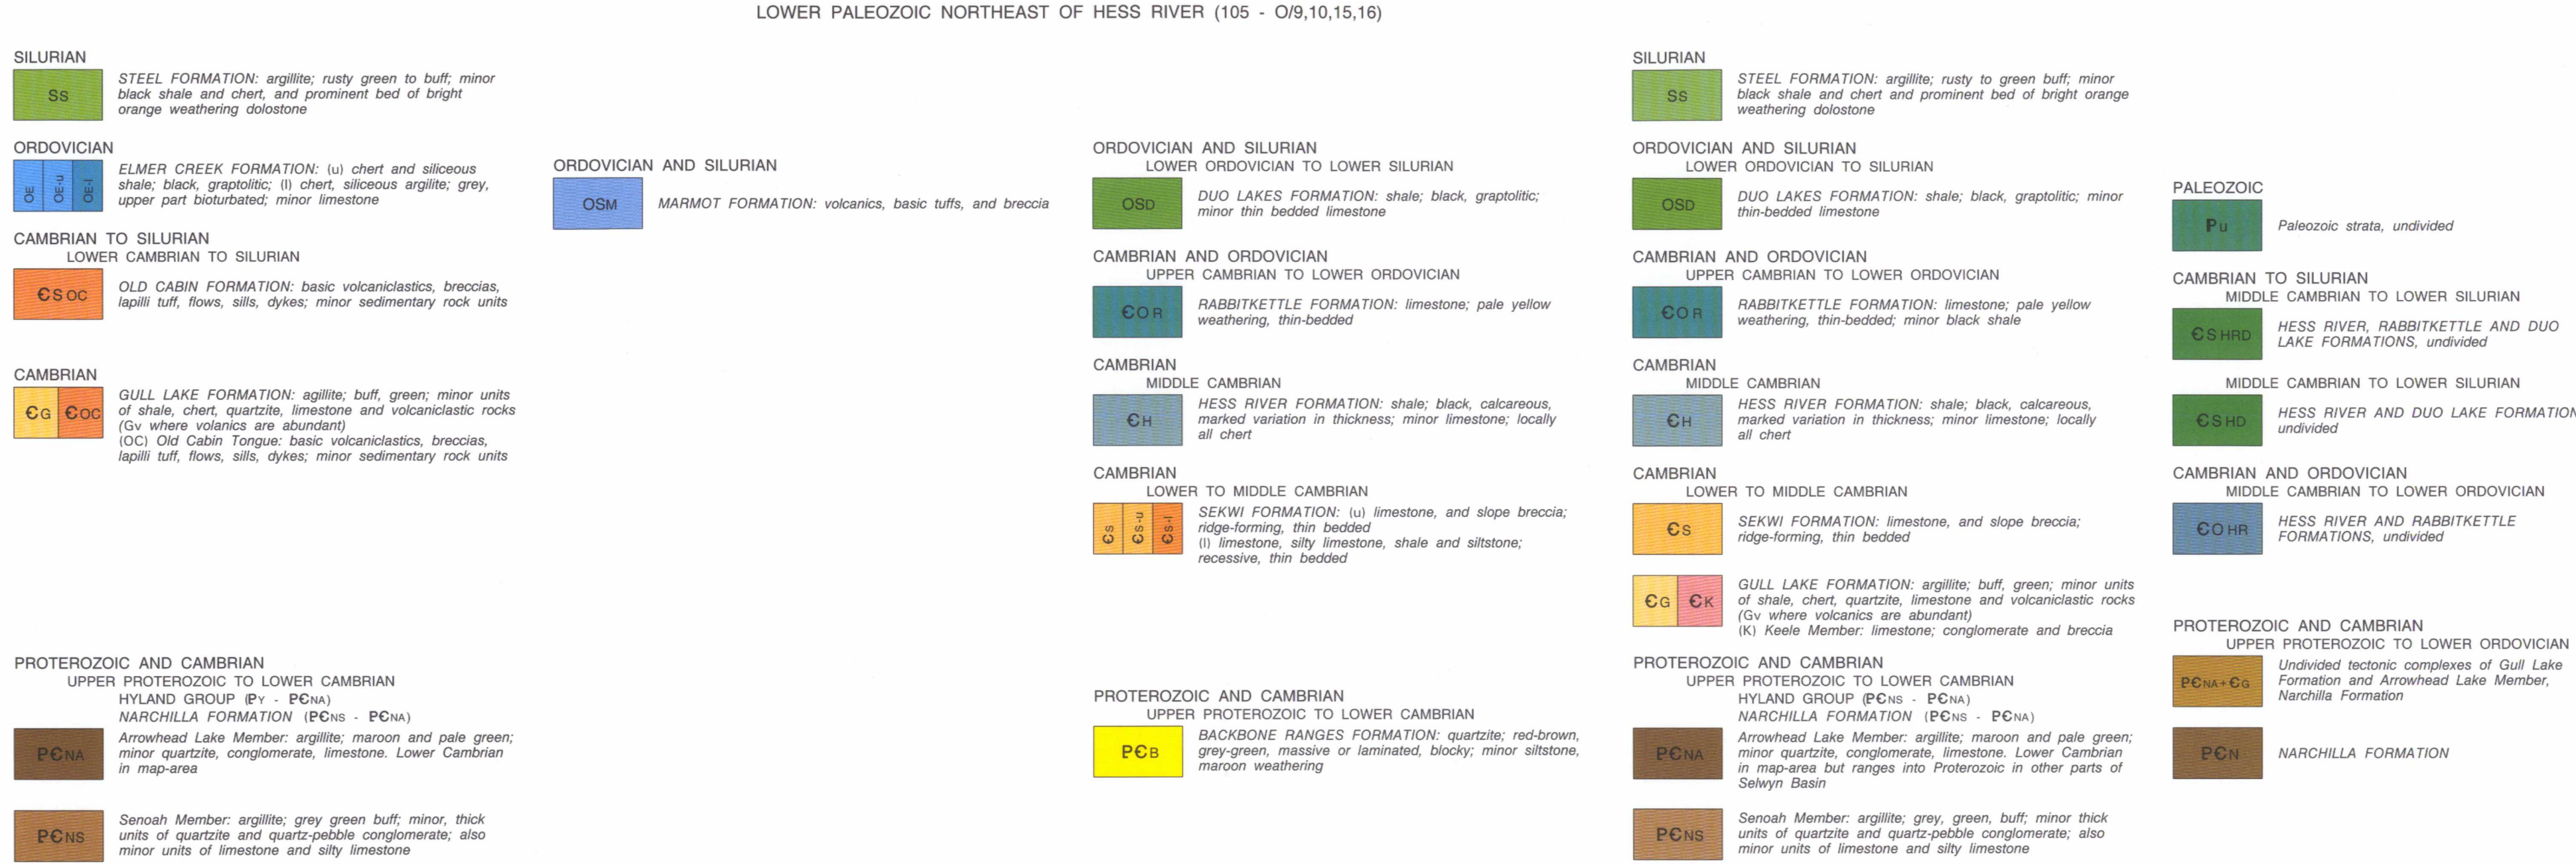 LOWER PALEOZOIC NORTHEAST OF HESS RIVER (105 - O/9,10,15,16)
SILURIAN
Ss
STEEL FORMATION: argillite; rusty green to buff; minor
black shale and chert, and prominent bed of bright
orange weathering dolostone
ORDOVICIAN
OE
OE-u
OE-l
ELMER CREEK FORMATION: (u) chert and siliceous
shale; black, graptolitic; (l) chert, siliceous argilite; grey,
upper part bioturbated; minor limestone
CAMBRIAN TO SILURIAN
LOWER CAMBRIAN TO SILURIAN
ЄSOC
OLD CABIN FORMATION: basic volcaniclastics, breccias,
lapilli tuff, flows, sills, dykes; minor sedimentary rock units
CAMBRIAN
ЄG
ЄOC
GULL LAKE FORMATION: agillite; buff, green; minor units
of shale, chert, quartzite, limestone and volcaniclastic rocks
(Gv where volanics are abundant)
(OC) Old Cabin Tongue: basic volcaniclastics, breccias,
lapilli tuff, flows, sills, dykes; minor sedimentary rock units
PROTEROZOIC AND CAMBRIAN
UPPER PROTEROZOIC TO LOWER CAMBRIAN
HYLAND GROUP (PY - PЄNA)
NARCHILLA FORMATION (PЄNS - PЄNA)
PЄNA
Arrowhead Lake Member: argillite; maroon and pale green;
minor quartzite, conglomerate, limestone. Lower Cambrian
in map-area
PЄNS
Senoah Member: argillite; grey green buff; minor, thick
units of quartzite and quartz-pebble conglomerate; also
minor units of limestone and silty limestone
ORDOVICIAN AND SILURIAN
OSM
MARMOT FORMATION: volcanics, basic tuffs, and breccia
ORDOVICIAN AND SILURIAN
LOWER ORDOVICIAN TO LOWER SILURIAN
OSD
DUO LAKES FORMATION: shale; black, graptolitic;
minor thin bedded limestone
CAMBRIAN AND ORDOVICIAN
UPPER CAMBRIAN TO LOWER ORDOVICIAN
ЄOR
RABBITKETTLE FORMATION: limestone; pale yellow
weathering, thin-bedded
CAMBRIAN
MIDDLE CAMBRIAN
ЄH
HESS RIVER FORMATION: shale; black, calcareous,
marked variation in thickness; minor limestone; locally
all chert
CAMBRIAN
LOWER TO MIDDLE CAMBRIAN
ЄS
ЄS-u
ЄS-l
SEKWI FORMATION: (u) limestone, and slope breccia;
ridge-forming, thin bedded
(l) limestone, silty limestone, shale and siltstone;
recessive, thin bedded
PROTEROZOIC AND CAMBRIAN
UPPER PROTEROZOIC TO LOWER CAMBRIAN
PЄB
BACKBONE RANGES FORMATION: quartzite; red-brown,
grey-green, massive or laminated, blocky; minor siltstone,
maroon weathering
SILURIAN
Ss
STEEL FORMATION: argillite; rusty to green buff; minor
black shale and chert and prominent bed of bright orange
weathering dolostone
ORDOVICIAN AND SILURIAN
LOWER ORDOVICIAN TO SILURIAN
OSD
DUO LAKES FORMATION: shale; black, graptolitic; minor
thin-bedded limestone
CAMBRIAN AND ORDOVICIAN
UPPER CAMBRIAN TO LOWER ORDOVICIAN
ЄOR
RABBITKETTLE FORMATION: limestone; pale yellow
weathering, thin-bedded; minor black shale
CAMBRIAN
MIDDLE CAMBRIAN
ЄH
HESS RIVER FORMATION: shale; black, calcareous,
marked variation in thickness; minor limestone; locally
all chert
CAMBRIAN
LOWER TO MIDDLE CAMBRIAN
ЄS
SEKWI FORMATION: limestone, and slope breccia;
ridge-forming, thin bedded
ЄG
ЄK
GULL LAKE FORMATION: argillite; buff, green; minor units
of shale, chert, quartzite, limestone and volcaniclastic rocks
(Gv where volcanics are abundant)
(K) Keele Member: limestone; conglomerate and breccia
PROTEROZOIC AND CAMBRIAN
UPPER PROTEROZOIC TO LOWER CAMBRIAN
HYLAND GROUP (PЄNS - PЄNA)
NARCHILLA FORMATION (PЄNS - PЄNA)
PЄNA
Arrowhead Lake Member: argillite; maroon and pale green;
minor quartzite, conglomerate, limestone. Lower Cambrian
in map-area but ranges into Proterozoic in other parts of
Selwyn Basin
PЄNS
Senoah Member: argillite; grey, green, buff; minor thick
units of quartzite and quartz-pebble conglomerate; also
minor units of limestone and silty limestone
PALEOZOIC
Pu
Paleozoic strata, undivided
CAMBRIAN TO SILURIAN
MIDDLE CAMBRIAN TO LOWER SILURIAN
ЄSHRD
HESS RIVER, RABBITKETTLE AND DUO
LAKE FORMATIONS, undivided
MIDDLE CAMBRIAN TO LOWER SILURIAN
ЄSHD
HESS RIVER AND DUO LAKE FORMATION
undivided
CAMBRIAN AND ORDOVICIAN
MIDDLE CAMBRIAN TO LOWER ORDOVICIAN
ЄOHR
HESS RIVER AND RABBITKETTLE
FORMATIONS, undivided
PROTEROZOIC AND CAMBRIAN
UPPER PROTEROZOIC TO LOWER ORDOVICIAN
PЄNA+ЄG
Undivided tectonic complexes of Gull Lake
Formation and Arrowhead Lake Member,
Narchilla Formation
PЄN
NARCHILLA FORMATION